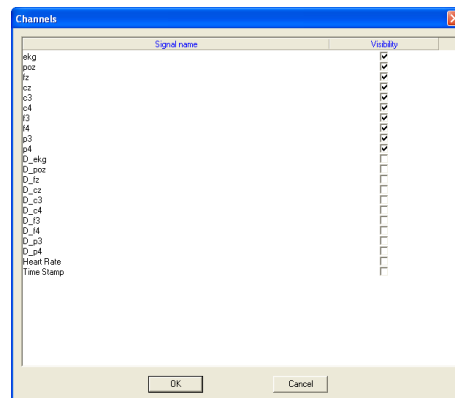 Channels
Signal name Visibility
ekg
poz
fz
cz
c3
c4
f3
f4
p3
p4
D_ekg
D_poz
D_fz
D_cz
D_c3
D_c4
D_f3
D_f4
D_p3
D_p4
Heart Rate
Time Stamp
OK Cancel